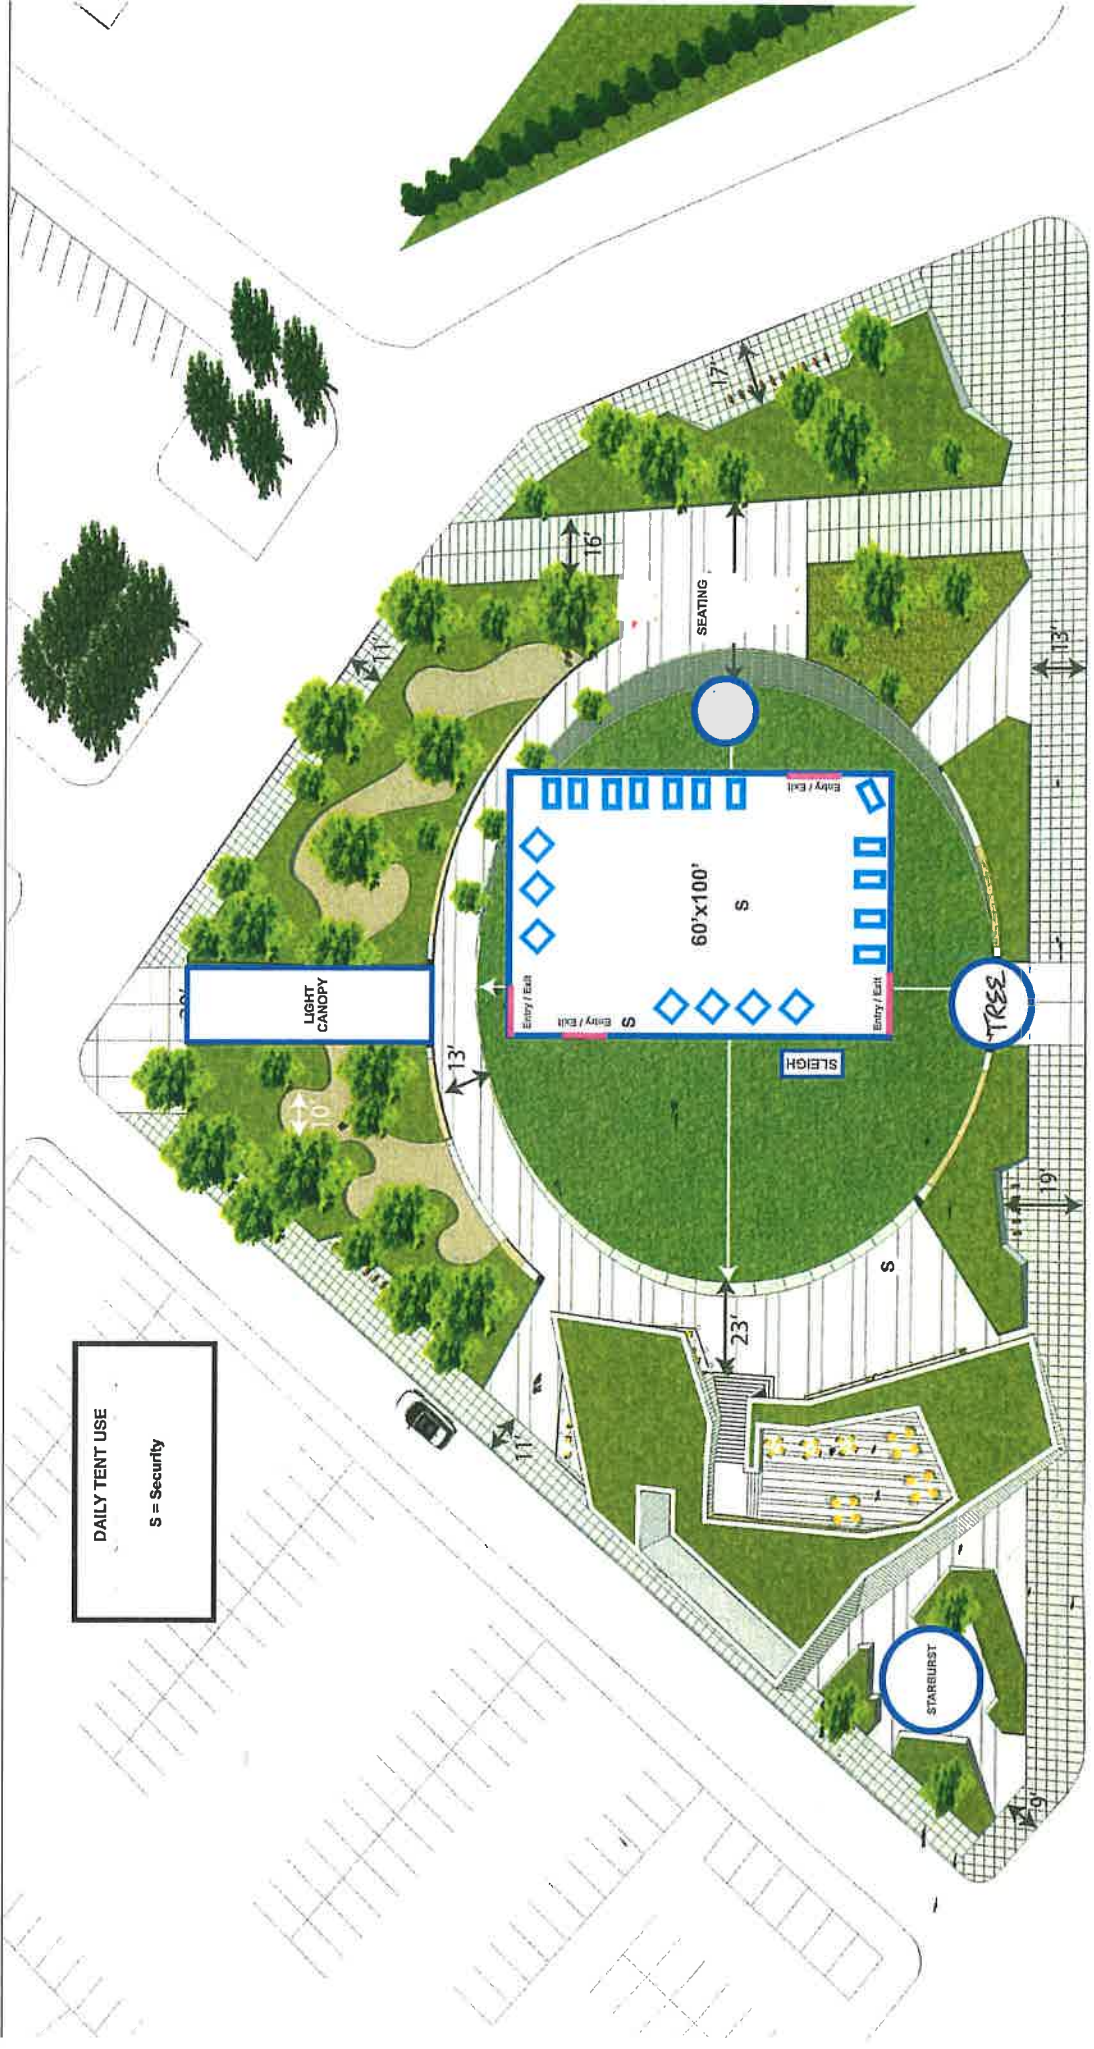 DAILY TENT USE
S = Security
17'
16'
11'
SEATING
13'
Entry / Exit
60'x100'
S
LIGHT
CANOPY
Entry / Exit
Entry / Exit
S
Entry / Exit
TREE
SLEIGH
13'
10'
19'
S
23'
11'
STARBURST
9'